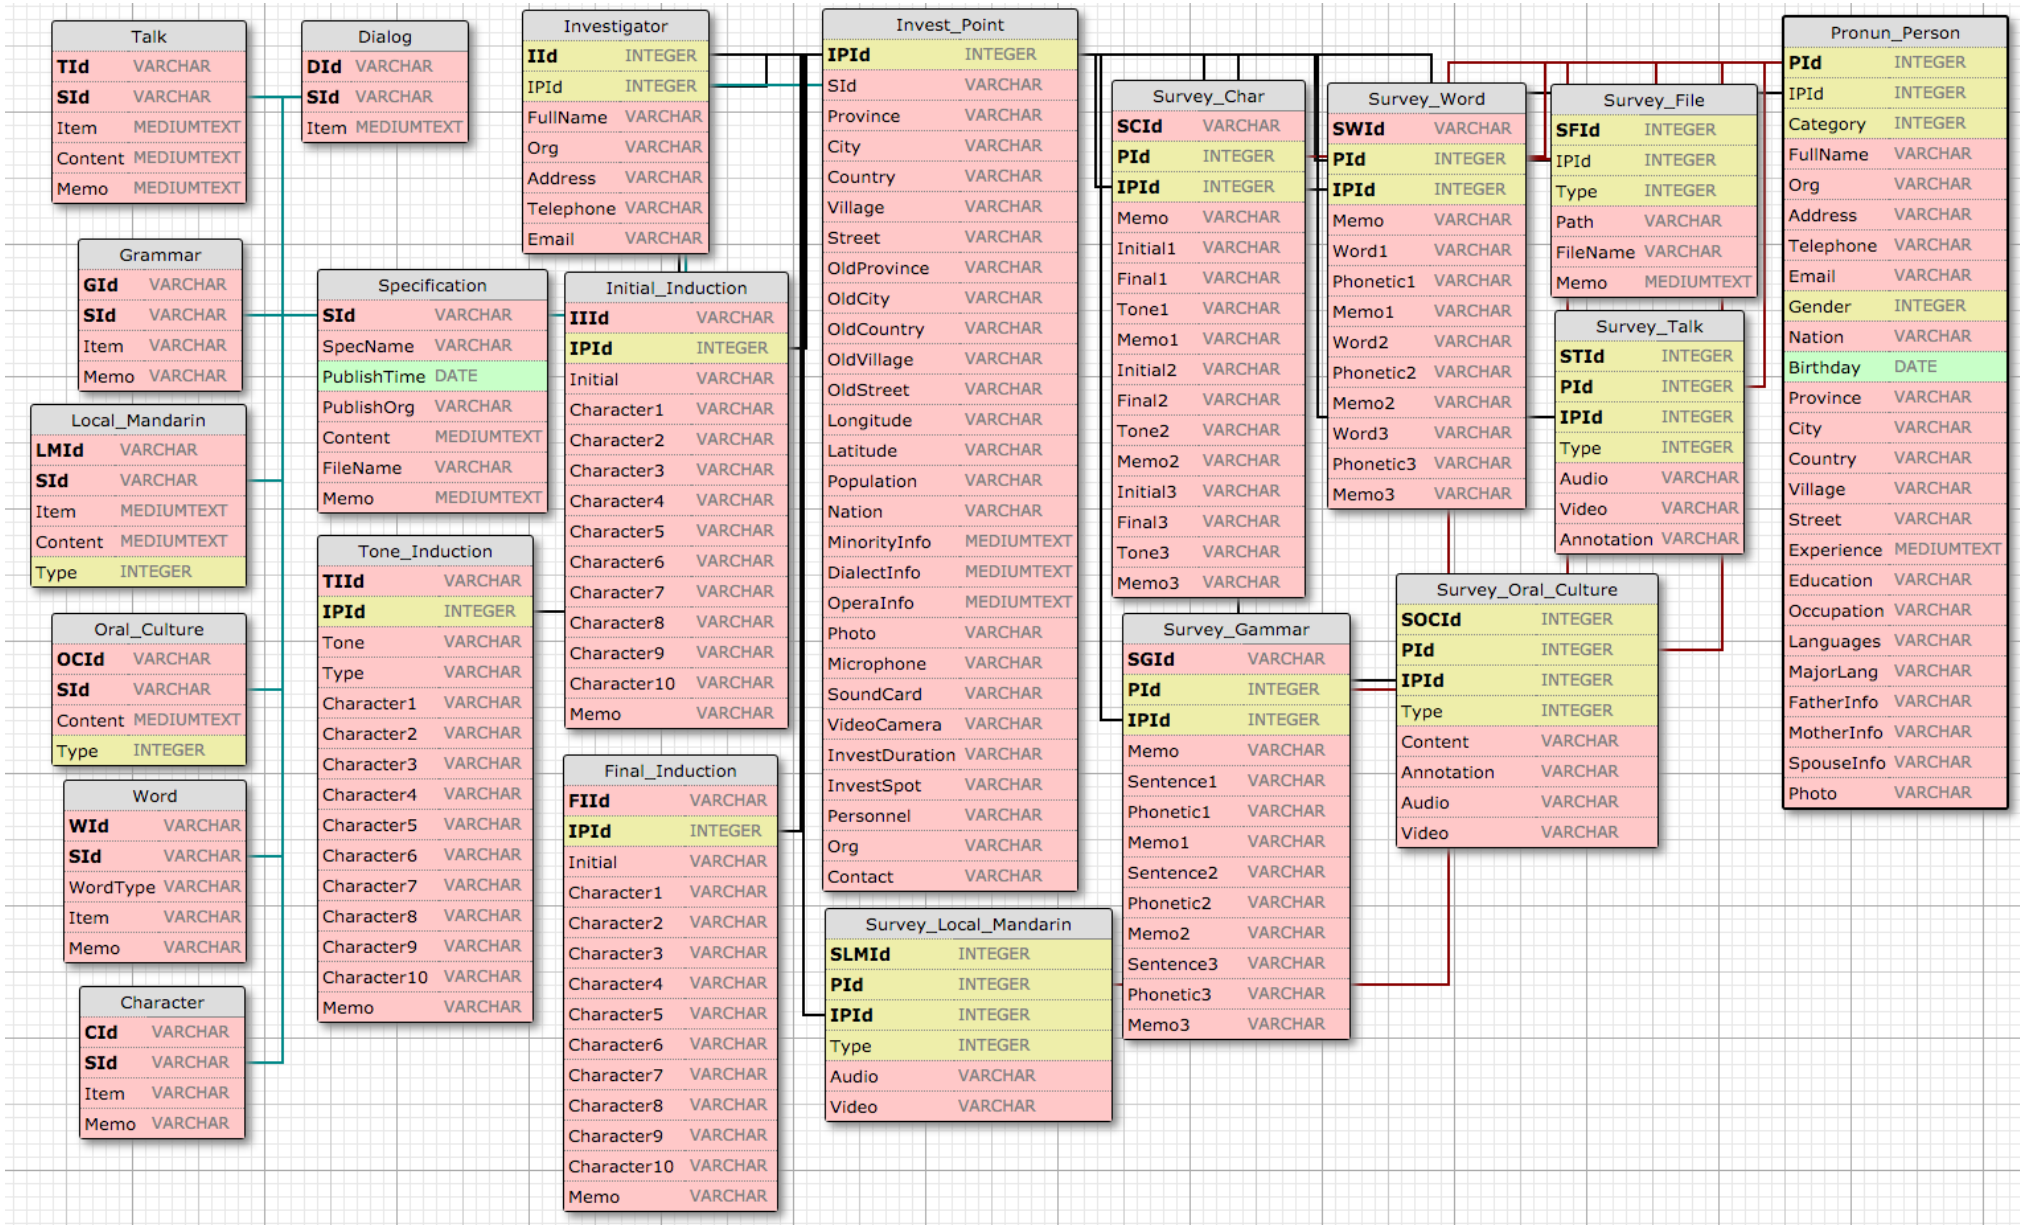 Talk
TId VARCHAR
SId VARCHAR
Item MEDIUMTEXT
Content MEDIUMTEXT
Memo MEDIUMTEXT
Dialog
DId VARCHAR
SId VARCHAR
Item MEDIUMTEXT
Grammar
GId VARCHAR
SId VARCHAR
Item VARCHAR
Memo VARCHAR
Local_Mandarin
LMId VARCHAR
SId VARCHAR
Item MEDIUMTEXT
Content MEDIUMTEXT
Type INTEGER
Oral_Culture
OCId VARCHAR
SId VARCHAR
Content MEDIUMTEXT
Type INTEGER
Word
WId VARCHAR
SId VARCHAR
WordType VARCHAR
Item VARCHAR
Memo VARCHAR
Character
CId VARCHAR
SId VARCHAR
Item VARCHAR
Memo VARCHAR
Specification
SId VARCHAR
SpecName VARCHAR
PublishTime DATE
PublishOrg VARCHAR
Content MEDIUMTEXT
FileName VARCHAR
Memo MEDIUMTEXT
Tone_Induction
TIId VARCHAR
IPId INTEGER
Tone VARCHAR
Type VARCHAR
Character1 VARCHAR
Character2 VARCHAR
Character3 VARCHAR
Character4 VARCHAR
Character5 VARCHAR
Character6 VARCHAR
Character7 VARCHAR
Character8 VARCHAR
Character9 VARCHAR
Character10 VARCHAR
Memo VARCHAR
Investigator
IId INTEGER
IPId INTEGER
FullName VARCHAR
Org VARCHAR
Address VARCHAR
Telephone VARCHAR
Email VARCHAR
Initial_Induction
IIId VARCHAR
IPId INTEGER
Initial VARCHAR
Character1 VARCHAR
Character2 VARCHAR
Character3 VARCHAR
Character4 VARCHAR
Character5 VARCHAR
Character6 VARCHAR
Character7 VARCHAR
Character8 VARCHAR
Character9 VARCHAR
Character10 VARCHAR
Memo VARCHAR
Final_Induction
FIId VARCHAR
IPId INTEGER
Initial VARCHAR
Character1 VARCHAR
Character2 VARCHAR
Character3 VARCHAR
Character4 VARCHAR
Character5 VARCHAR
Character6 VARCHAR
Character7 VARCHAR
Character8 VARCHAR
Character9 VARCHAR
Character10 VARCHAR
Memo VARCHAR
Invest_Point
IPId INTEGER
SId VARCHAR
Province VARCHAR
City VARCHAR
Country VARCHAR
Village VARCHAR
Street VARCHAR
OldProvince VARCHAR
OldCity VARCHAR
OldCountry VARCHAR
OldVillage VARCHAR
OldStreet VARCHAR
Longitude VARCHAR
Latitude VARCHAR
Population VARCHAR
Nation VARCHAR
MinorityInfo MEDIUMTEXT
DialectInfo MEDIUMTEXT
OperaInfo MEDIUMTEXT
Photo VARCHAR
Microphone VARCHAR
SoundCard VARCHAR
VideoCamera VARCHAR
InvestDuration VARCHAR
InvestSpot VARCHAR
Personnel VARCHAR
Org VARCHAR
Contact VARCHAR
Survey_Local_Mandarin
SLMId INTEGER
PId INTEGER
IPId INTEGER
Type INTEGER
Audio VARCHAR
Video VARCHAR
Survey_Char
SCId VARCHAR
PId INTEGER
IPId INTEGER
Memo VARCHAR
Initial1 VARCHAR
Final1 VARCHAR
Tone1 VARCHAR
Memo1 VARCHAR
Initial2 VARCHAR
Final2 VARCHAR
Tone2 VARCHAR
Memo2 VARCHAR
Initial3 VARCHAR
Final3 VARCHAR
Tone3 VARCHAR
Memo3 VARCHAR
Survey_Gammar
SGId VARCHAR
PId INTEGER
IPId INTEGER
Memo VARCHAR
Sentence1 VARCHAR
Phonetic1 VARCHAR
Memo1 VARCHAR
Sentence2 VARCHAR
Phonetic2 VARCHAR
Memo2 VARCHAR
Sentence3 VARCHAR
Phonetic3 VARCHAR
Memo3 VARCHAR
Survey_Word
SWId VARCHAR
PId INTEGER
IPId INTEGER
Memo VARCHAR
Word1 VARCHAR
Phonetic1 VARCHAR
Memo1 VARCHAR
Word2 VARCHAR
Phonetic2 VARCHAR
Memo2 VARCHAR
Word3 VARCHAR
Phonetic3 VARCHAR
Memo3 VARCHAR
Survey_File
SFId INTEGER
IPId INTEGER
Type INTEGER
Path VARCHAR
FileName VARCHAR
Memo MEDIUMTEXT
Survey_Talk
STId INTEGER
PId INTEGER
IPId INTEGER
Type INTEGER
Audio VARCHAR
Video VARCHAR
Annotation VARCHAR
Survey_Oral_Culture
SOCId INTEGER
PId INTEGER
IPId INTEGER
Type INTEGER
Content VARCHAR
Annotation VARCHAR
Audio VARCHAR
Video VARCHAR
Pronun_Person
PId INTEGER
IPId INTEGER
Category INTEGER
FullName VARCHAR
Org VARCHAR
Address VARCHAR
Telephone VARCHAR
Email VARCHAR
Gender INTEGER
Nation VARCHAR
Birthday DATE
Province VARCHAR
City VARCHAR
Country VARCHAR
Village VARCHAR
Street VARCHAR
Experience MEDIUMTEXT
Education VARCHAR
Occupation VARCHAR
Languages VARCHAR
MajorLang VARCHAR
FatherInfo VARCHAR
MotherInfo VARCHAR
SpouseInfo VARCHAR
Photo VARCHAR